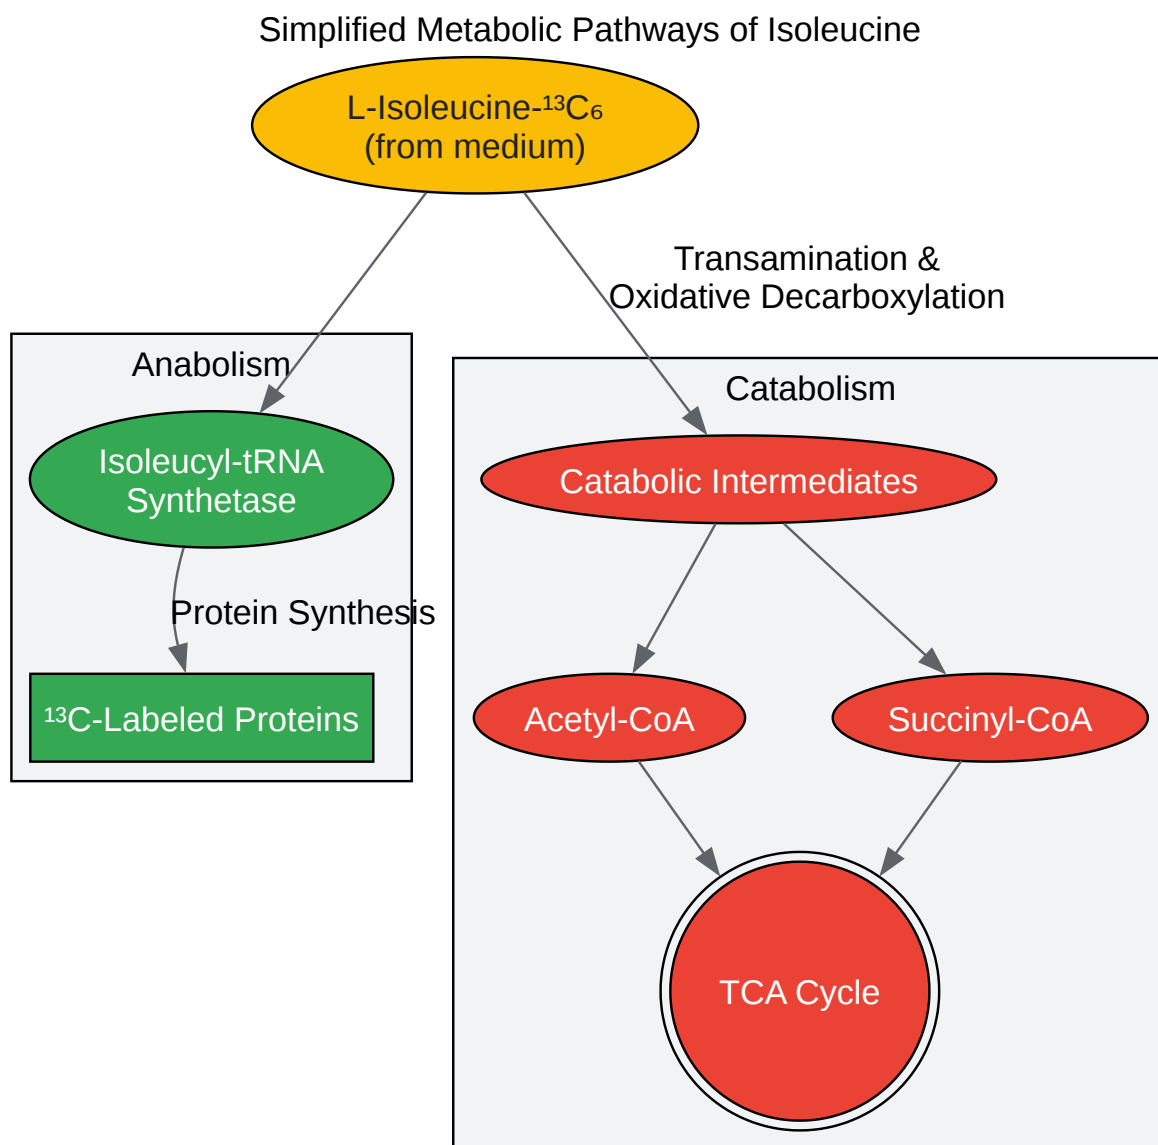 Simplified Metabolic Pathways of Isoleucine
L-Isoleucine-¹³C₆
(from medium)
Transamination &
Oxidative Decarboxylation
Anabolism
Catabolism
Isoleucyl-tRNA
Synthetase
Catabolic Intermediates
Protein Synthesis
¹³C-Labeled Proteins
Acetyl-CoA
Succinyl-CoA
TCA Cycle